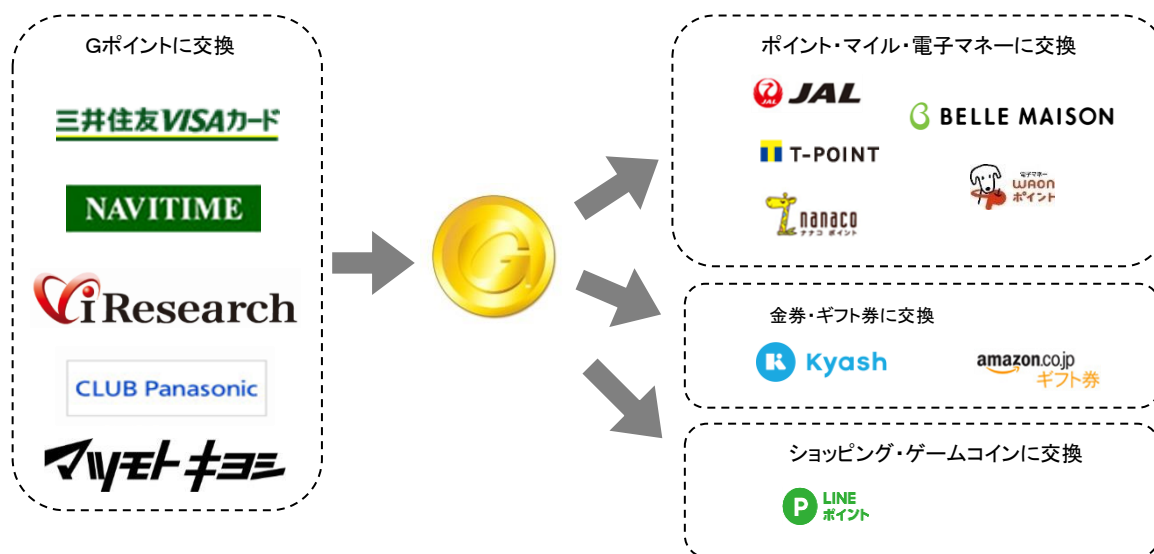 Gポイントに交換
三井住友VISAカード
NAVITIME
ViResearch
CLUB Panasonic
マツモトキヨシ
G
ポイント・マイル・電子マネーに交換
JAL
JAL
BELLE MAISON
T-POINT
電子マネー
WAON
ポイント
nanaco
ナナコ ポイント
金券・ギフト券に交換
K Kyash
amazon.co.jp
ギフト券
ショッピング・ゲームコインに交換
P LINE
ポイント